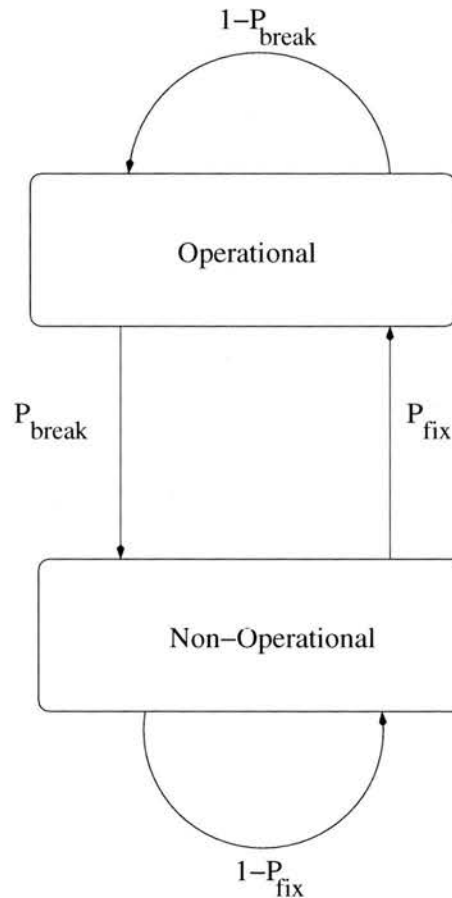 1−P_break
Operational
P_break
P_fix
Non−Operational
1−P_fix